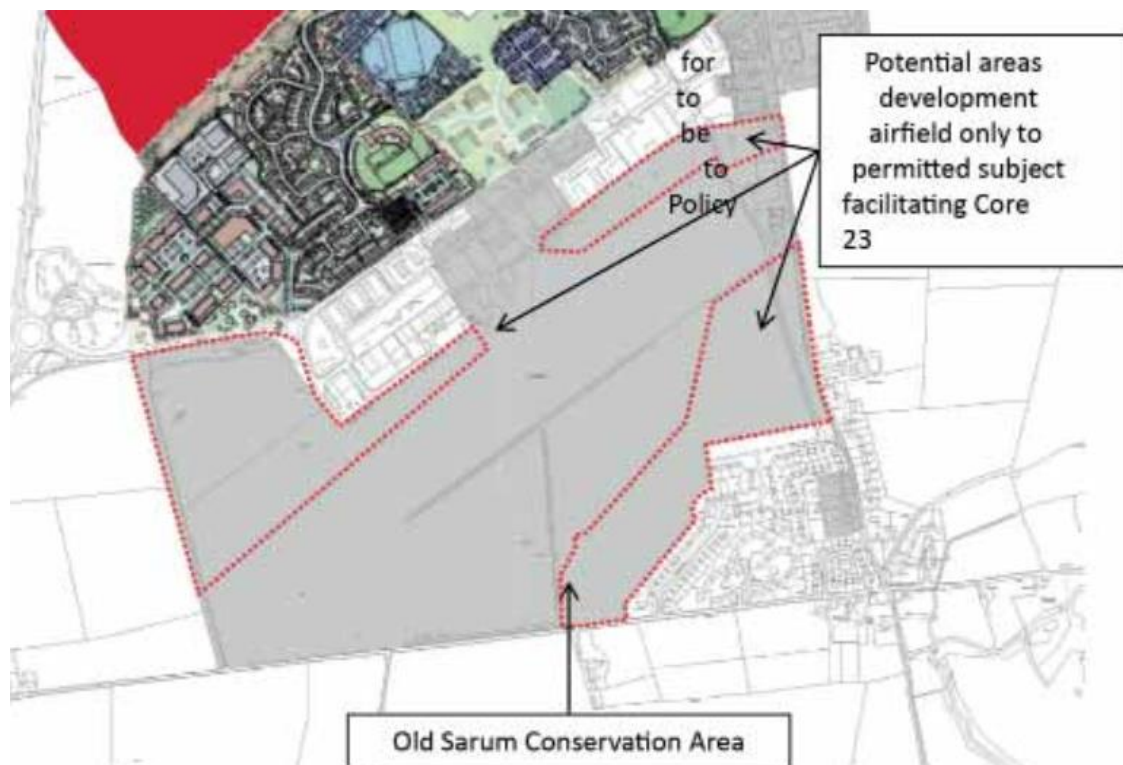 for
to
be
to
Policy
Potential areas
development
airfield only to
permitted subject
facilitating Core
23
Old Sarum Conservation Area